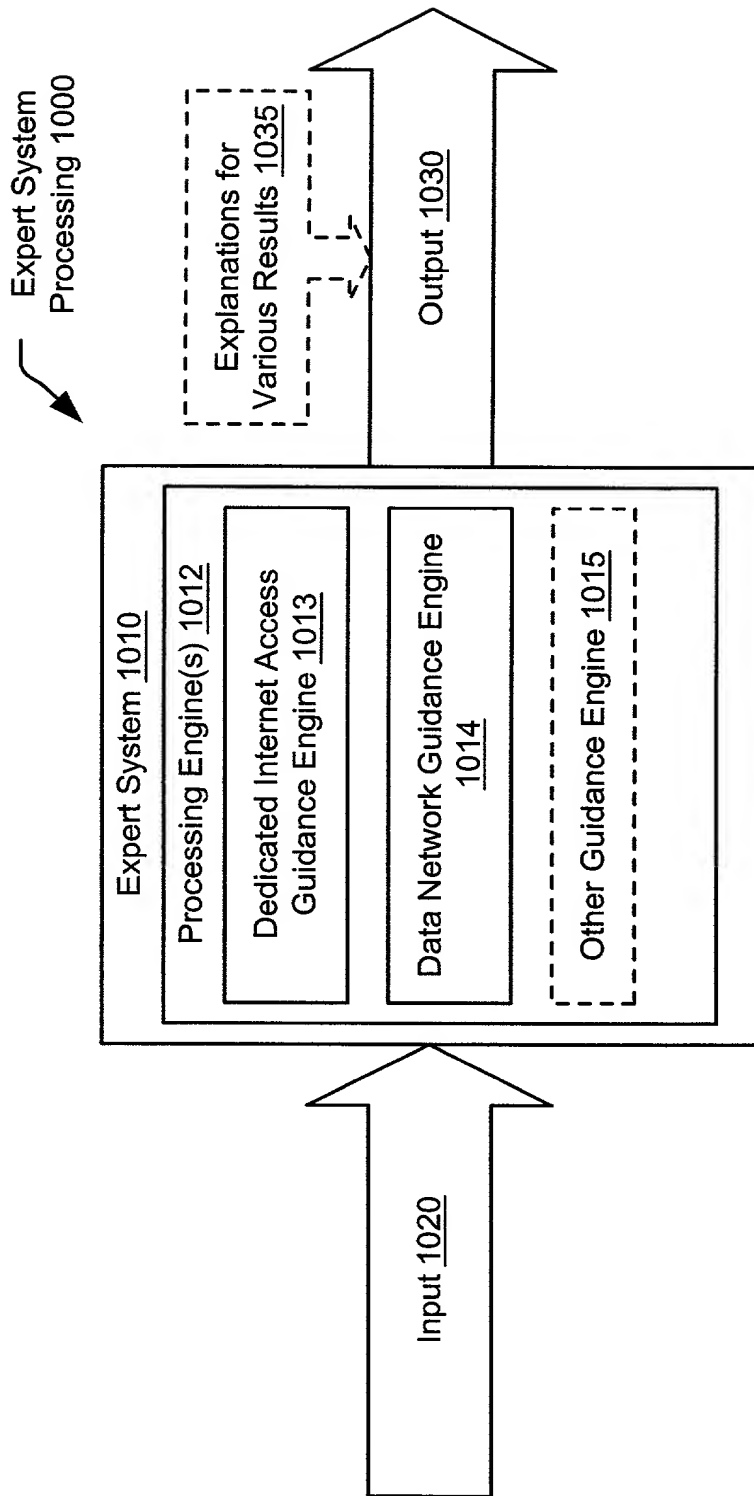 Expert System
Processing 1000
Expert System 1010
Processing Engine(s) 1012
Dedicated Internet Access
Guidance Engine 1013
Data Network Guidance Engine
1014
Other Guidance Engine 1015
Input 1020
Explanations for
Various Results 1035
Output 1030